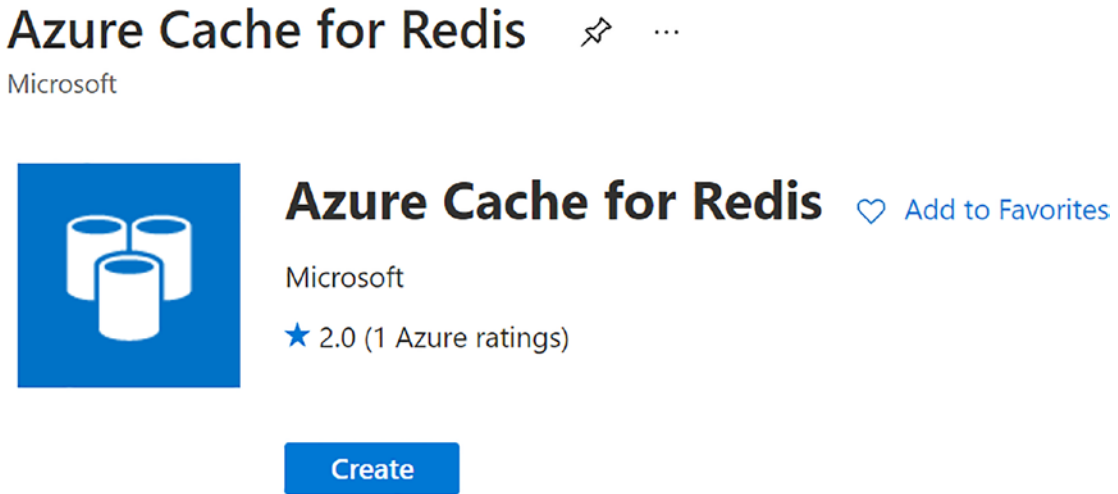 Azure Cache for Redis
Microsoft
Azure Cache for Redis
Add to Favorites
Microsoft
2.0 (1 Azure ratings)
Create